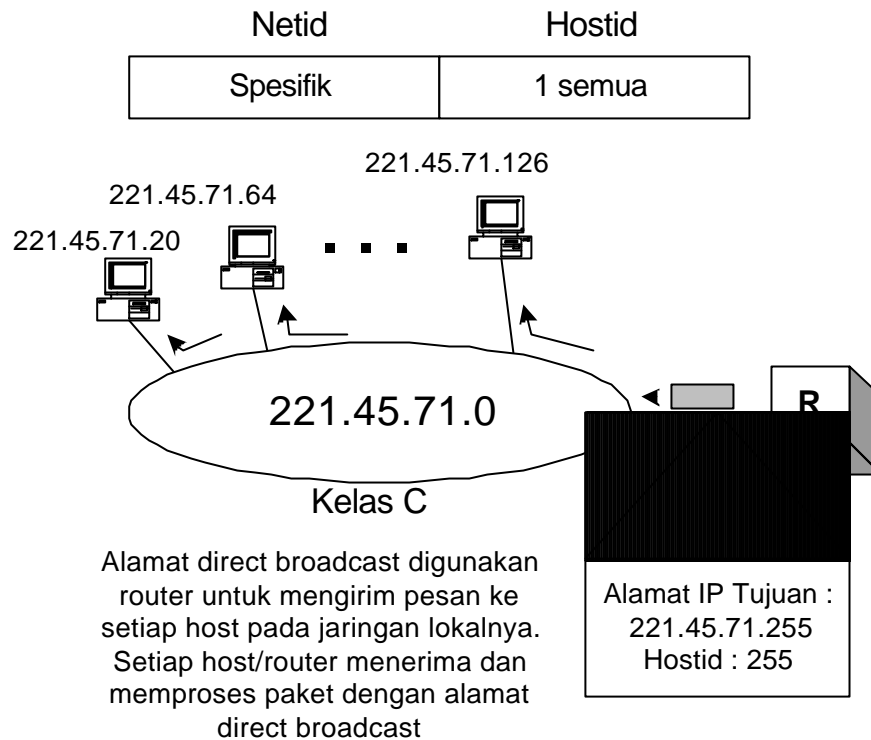 Netid Hostid
Spesifik 1 semua
221.45.71.126
221.45.71.64
221.45.71.20
R
221.45.71.0
Kelas C
Alamat direct broadcast digunakan
router untuk mengirim pesan ke
setiap host pada jaringan lokalnya.
Setiap host/router menerima dan
memproses paket dengan alamat
direct broadcast
Alamat IP Tujuan :
221.45.71.255
Hostid : 255